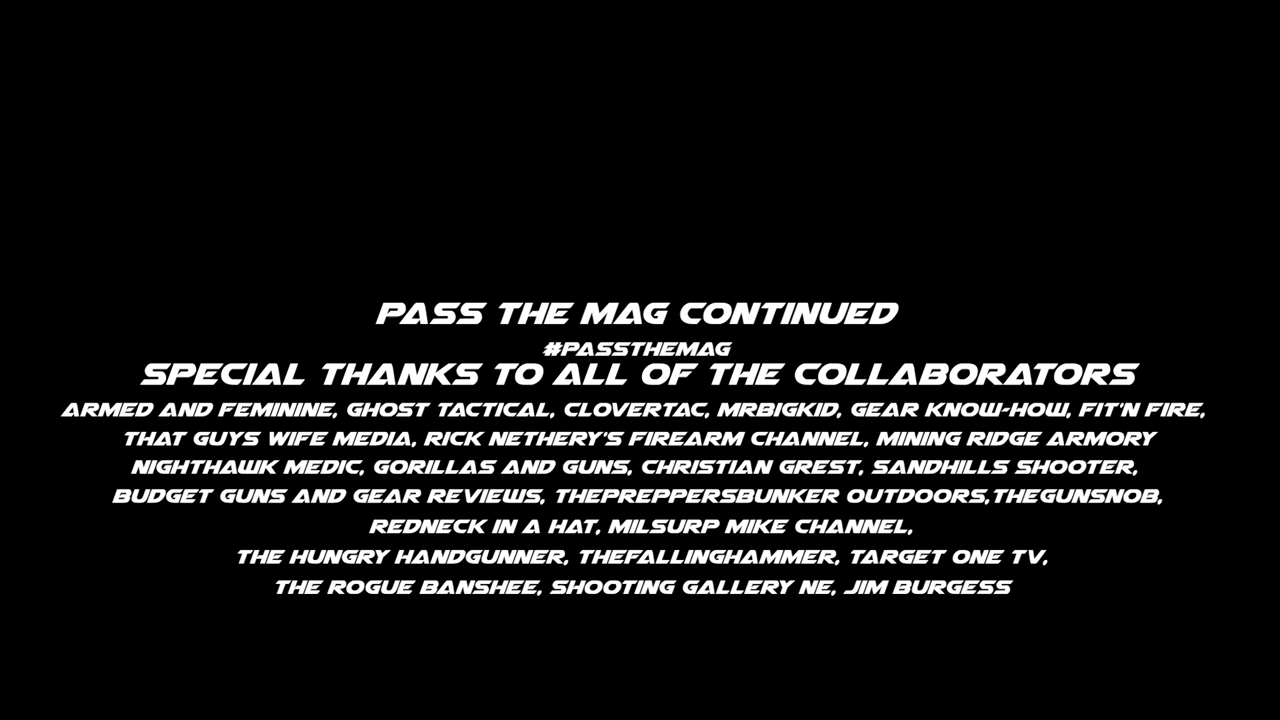 PASS THE MAG CONTINUED
#PASSTHEMAG
SPECIAL THANKS TO ALL OF THE COLLABORATORS
ARMED AND FEMININE, GHOST TACTICAL, CLOVERTAC, MRBIGKID, GEAR KNOW-HOW, FIT'N FIRE,
THAT GUYS WIFE MEDIA, RICK NETHERY'S FIREARM CHANNEL, MINING RIDGE ARMORY
NIGHTHAWK MEDIC, GORILLAS AND GUNS, CHRISTIAN GREST, SANDHILLS SHOOTER,
BUDGET GUNS AND GEAR REVIEWS, THEPREPPERSBUNKER OUTDOORS,THEGUNSNOB,
REDNECK IN A HAT, MILSURP MIKE CHANNEL,
THE HUNGRY HANDGUNNER, THEFALLINGHAMMER, TARGET ONE TV,
THE ROGUE BANSHEE, SHOOTING GALLERY NE, JIM BURGESS